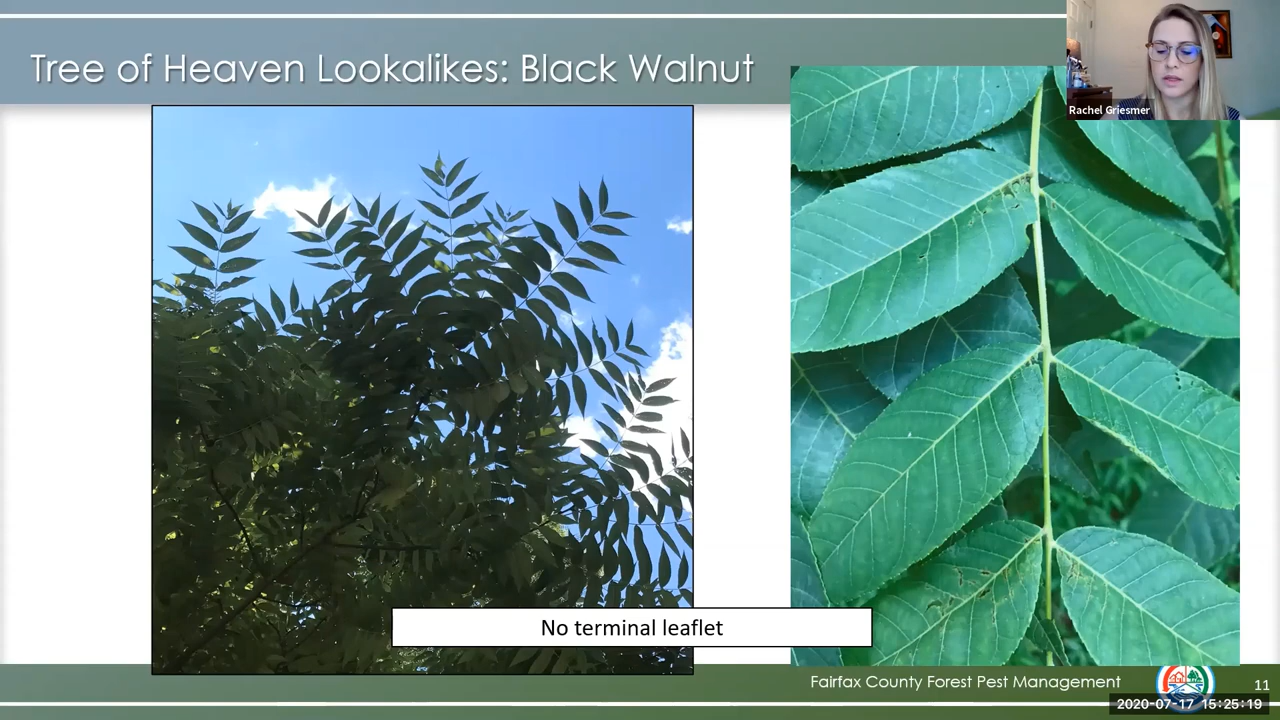 Tree of Heaven Lookalikes: Black Walnut
Rachel Griesmer
No terminal leaflet
Fairfax County Forest Pest Management
11
2020-07-17 15:25:19